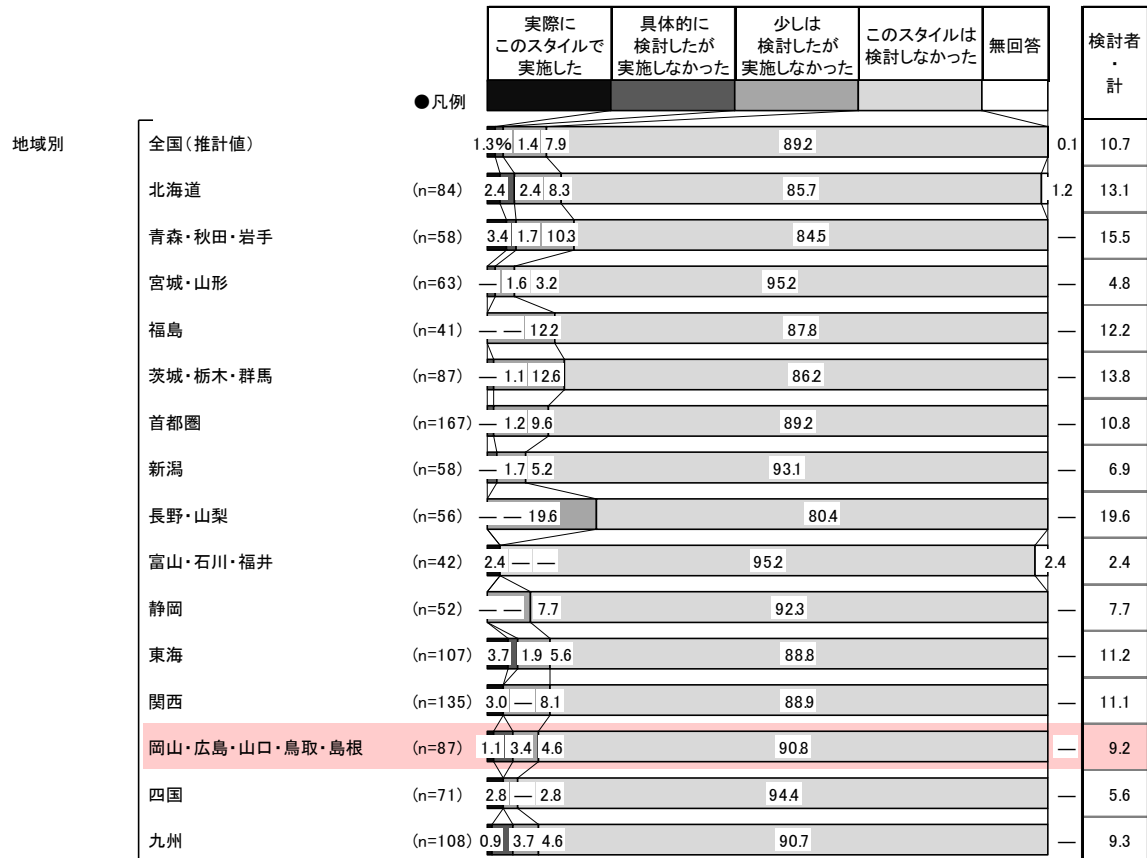 実際に
このスタイルで
実施した
具体的に
検討したが
実施しなかった
少しは
検討したが
実施しなかった
このスタイルは
検討しなかった
無回答
検討者
・
計
●凡例
地域別
全国(推計値) 1.3% 1.4 7.9 89.2 0.1 10.7
北海道 (n=84) 2.4 2.4 8.3 85.7 1.2 13.1
青森・秋田・岩手 (n=58) 3.4 1.7 10.3 84.5 — 15.5
宮城・山形 (n=63) — 1.6 3.2 95.2 — 4.8
福島 (n=41) — — 12.2 87.8 — 12.2
茨城・栃木・群馬 (n=87) — 1.1 12.6 86.2 — 13.8
首都圏 (n=167) — 1.2 9.6 89.2 — 10.8
新潟 (n=58) — 1.7 5.2 93.1 — 6.9
長野・山梨 (n=56) — — 19.6 80.4 — 19.6
富山・石川・福井 (n=42) 2.4 — — 95.2 2.4 2.4
静岡 (n=52) — — 7.7 92.3 — 7.7
東海 (n=107) 3.7 1.9 5.6 88.8 — 11.2
関西 (n=135) 3.0 — 8.1 88.9 — 11.1
岡山・広島・山口・鳥取・島根 (n=87) 1.1 3.4 4.6 90.8 — 9.2
四国 (n=71) 2.8 — 2.8 94.4 — 5.6
九州 (n=108) 0.9 3.7 4.6 90.7 — 9.3